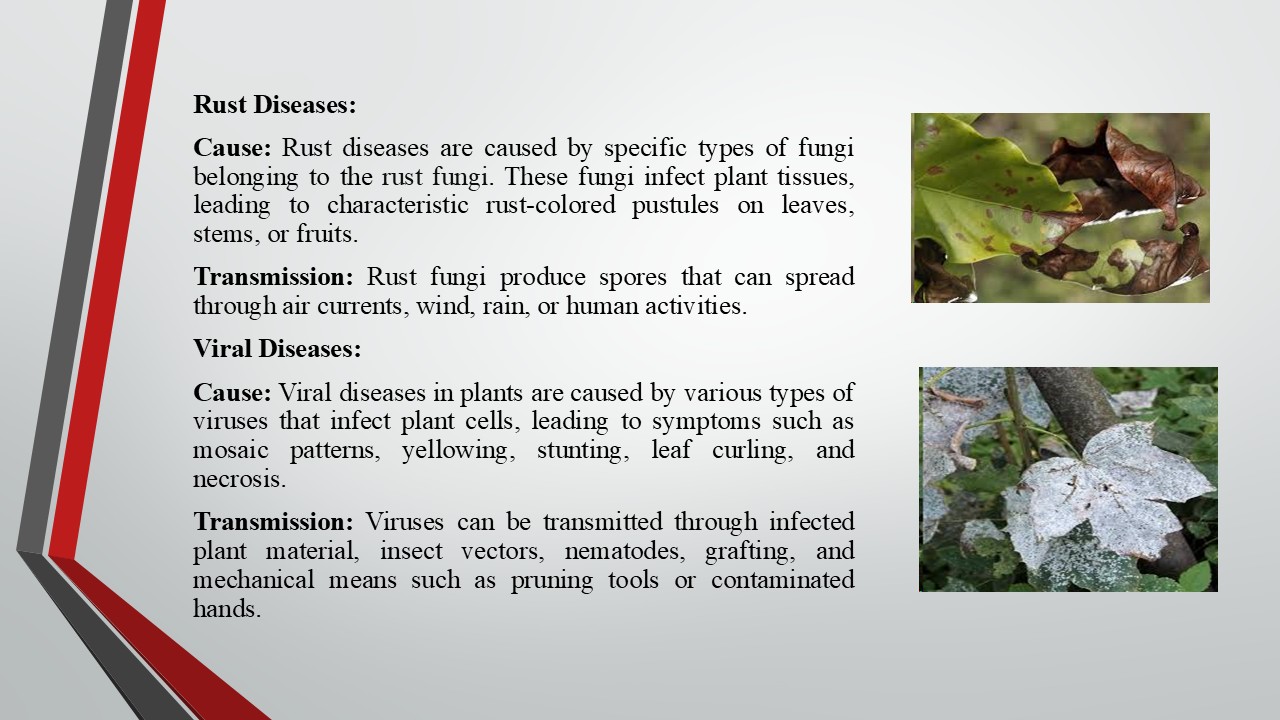 Rust Diseases:
Cause: Rust diseases are caused by specific types of fungi
belonging to the rust fungi. These fungi infect plant tissues,
leading to characteristic rust-colored pustules on leaves,
stems, or fruits.
Transmission: Rust fungi produce spores that can spread
through air currents, wind, rain, or human activities.
Viral Diseases:
Cause: Viral diseases in plants are caused by various types of
viruses that infect plant cells, leading to symptoms such as
mosaic patterns, yellowing, stunting, leaf curling, and
necrosis.
Transmission: Viruses can be transmitted through infected
plant material, insect vectors, nematodes, grafting, and
mechanical means such as pruning tools or contaminated
hands.